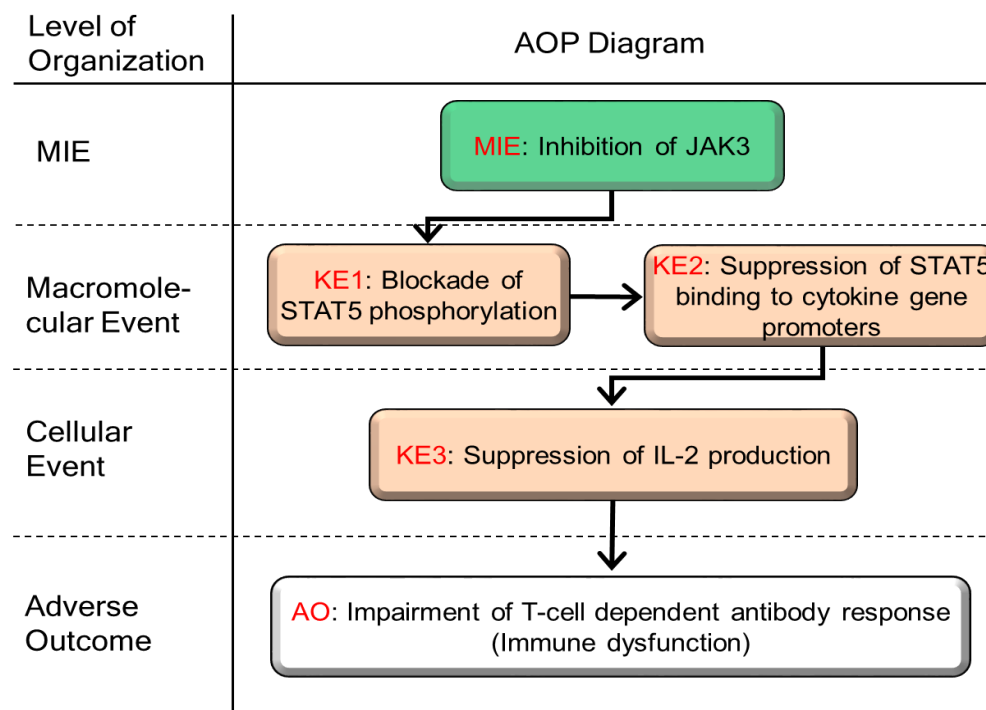 Level of
Organization
AOP Diagram
MIE
MIE: Inhibition of JAK3
Macromole-
cular Event
KE1: Blockade of
STAT5 phosphorylation
KE2: Suppression of STAT5
binding to cytokine gene
promoters
Cellular
Event
KE3: Suppression of IL-2 production
Adverse
Outcome
AO: Impairment of T-cell dependent antibody response
(Immune dysfunction)